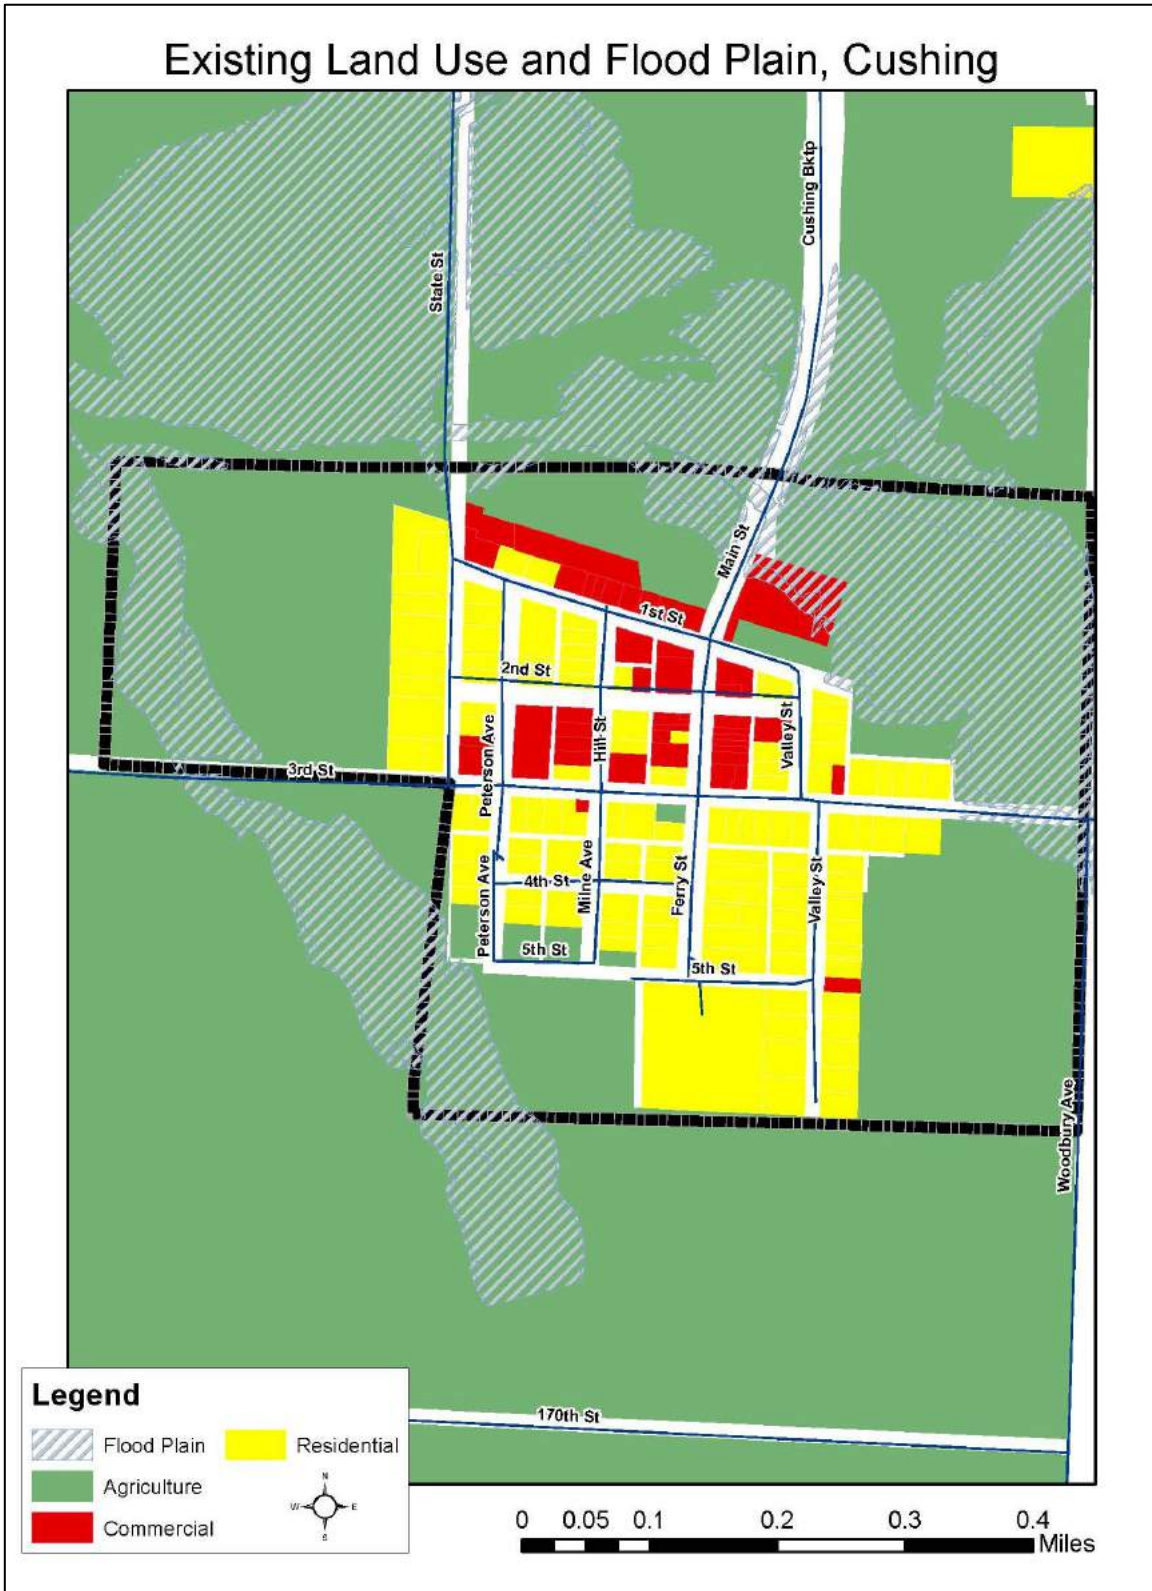 Existing Land Use and Flood Plain, Cushing
Cushing Bktp
State St
Main St
1st St
2nd St
Peterson Ave
Hill St
Valley St
3rd St
Peterson Ave
4th St
Milne Ave
Ferry St
Valley St
5th St
5th St
Woodbury Ave
170th St
Legend
Flood Plain
Residential
Agriculture
Commercial
N
W
E
S
0 0.05 0.1 0.2 0.3 0.4
Miles